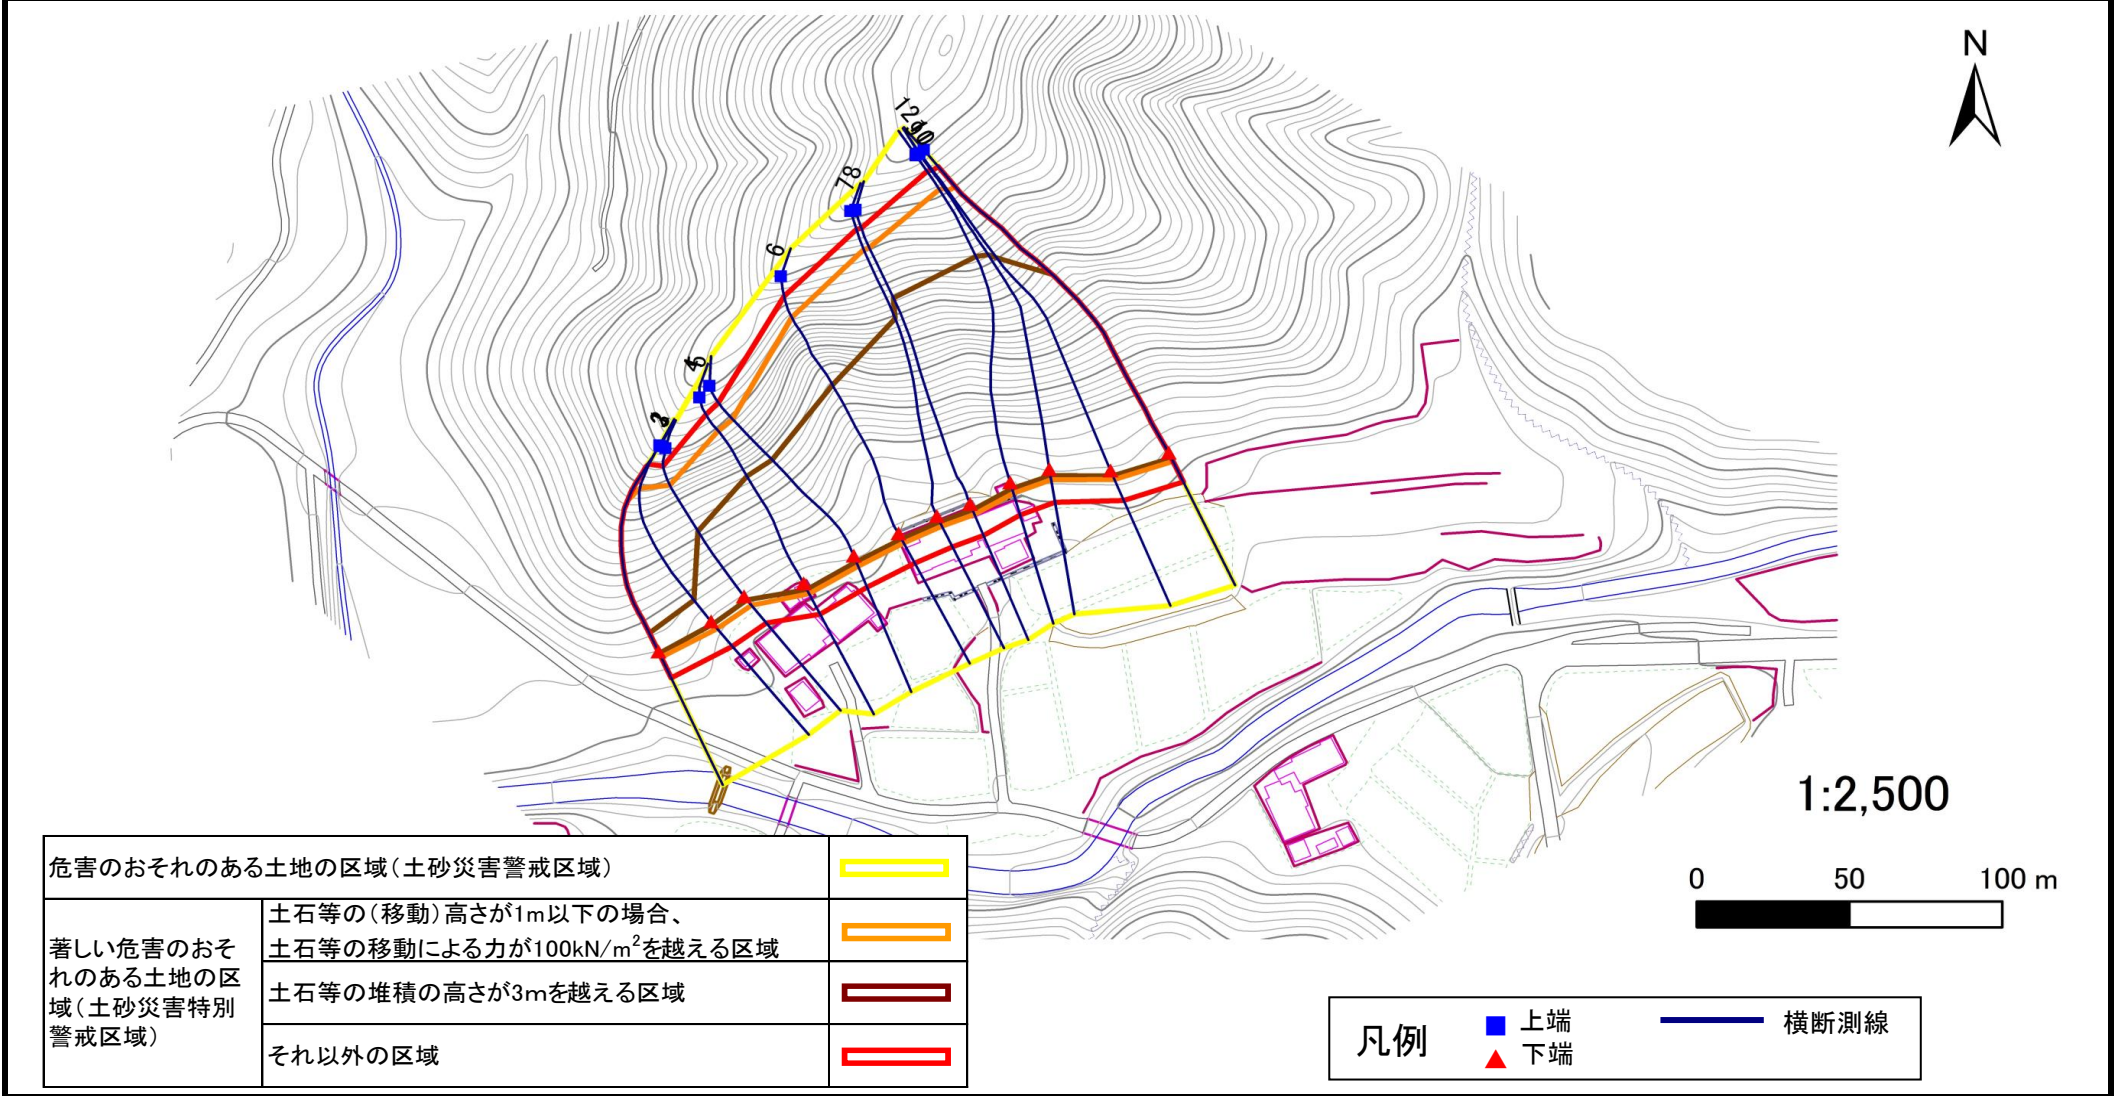 N
78
6
1:2,500
0 50 100 m
危害のおそれのある土地の区域(土砂災害警戒区域)
著しい危害のおそ
れのある土地の区
域(土砂災害特別
警戒区域)
土石等の(移動)高さが1m以下の場合、
土石等の移動による力が100kN/m²を越える区域
土石等の堆積の高さが3mを越える区域
それ以外の区域
凡例
上端
下端
横断測線